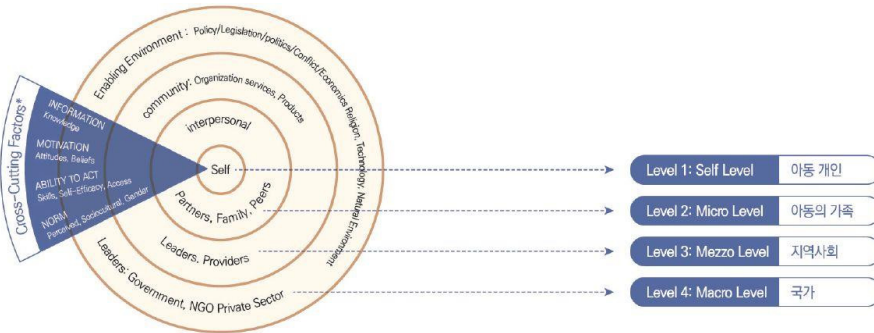 Enabling Environment : Policy/Legislation/politics/Conflict/Economics Religion, Technology, Natural Environment
community: Organization services, Products
interpersonal
Self
Partners, Family, Peers
Leaders. Providers
Leaders: Government, NGO Private Sector
Cross-Cutting Factors*
INFORMATION
Knowledge
MOTIVATION
Attitudes, Beliefs
ABILITY TO ACT
Skills, Self-Efficacy, Access
NORM
Perceived, Sociocultural, Gender
Level 1: Self Level 아동 개인
Level 2: Micro Level 아동의 가족
Level 3: Mezzo Level 지역사회
Level 4: Macro Level 국가